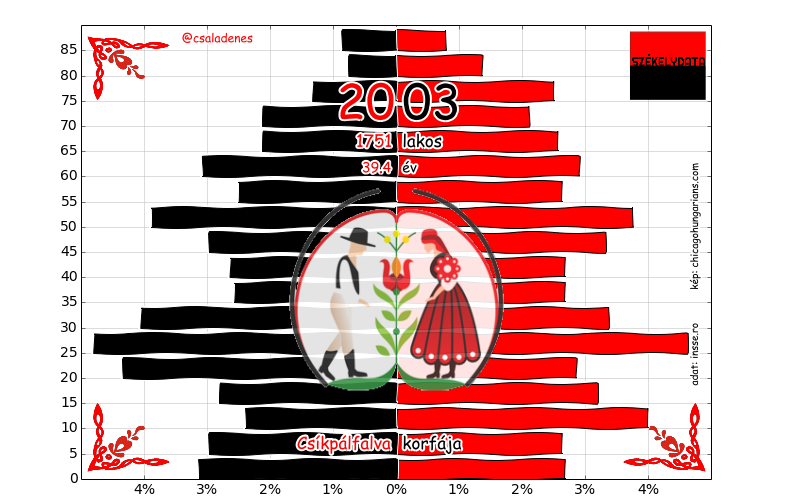 @csaladenes
SZÉKELYDATA
2003
1751 lakos
39.4 év
kép: chicagohungarians.com
adat: insse.ro
Csíkpálfalva korfája
85
80
75
70
65
60
55
50
45
40
35
30
25
20
15
10
5
0
4% 3% 2% 1% 0% 1% 2% 3% 4%